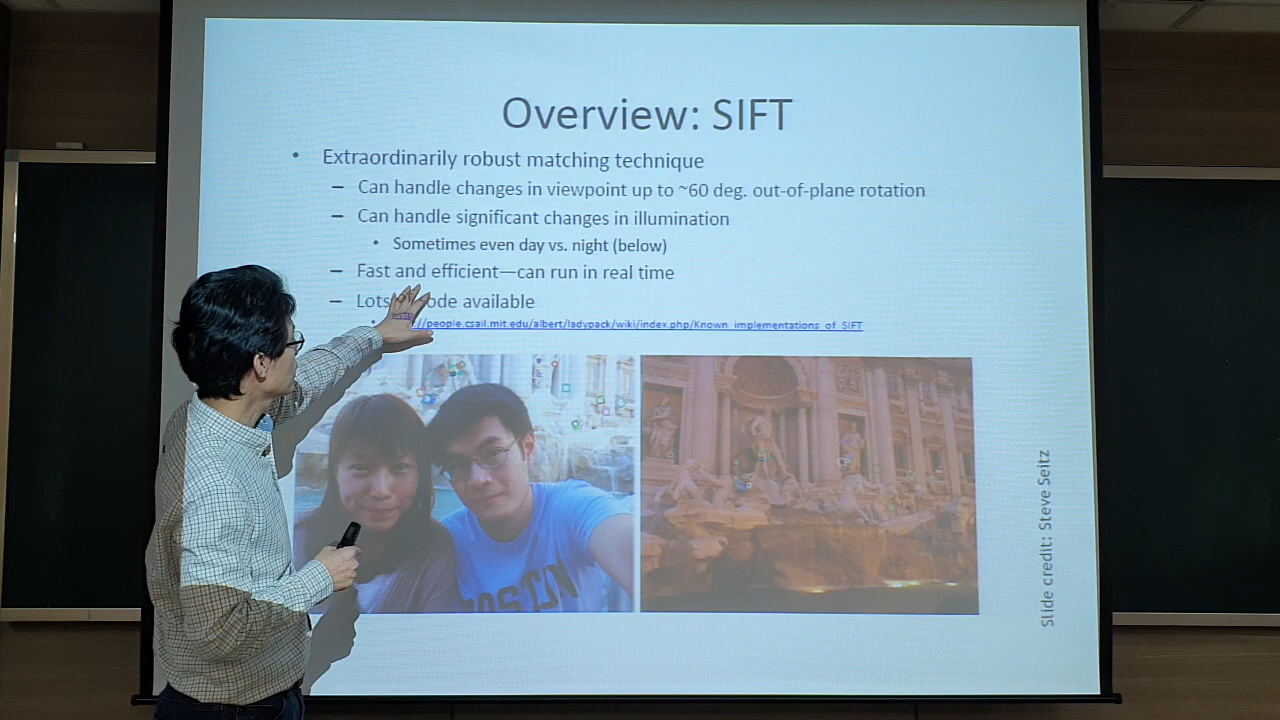 Overview: SIFT
• Extraordinarily robust matching technique
– Can handle changes in viewpoint up to ~60 deg. out-of-plane rotation
– Can handle significant changes in illumination
• Sometimes even day vs. night (below)
– Fast and efficient—can run in real time
– Lots code available
://people.csail.mit.edu/albert/ladypack/wiki/index.php/Known_implementations_of_SIFT
Slide credit: Steve Seitz